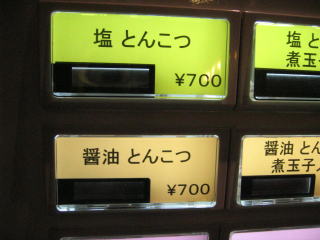 塩 とんこつ
¥700
塩 と
煮玉
醤油 とんこつ
¥700
醤油 とん
煮玉子